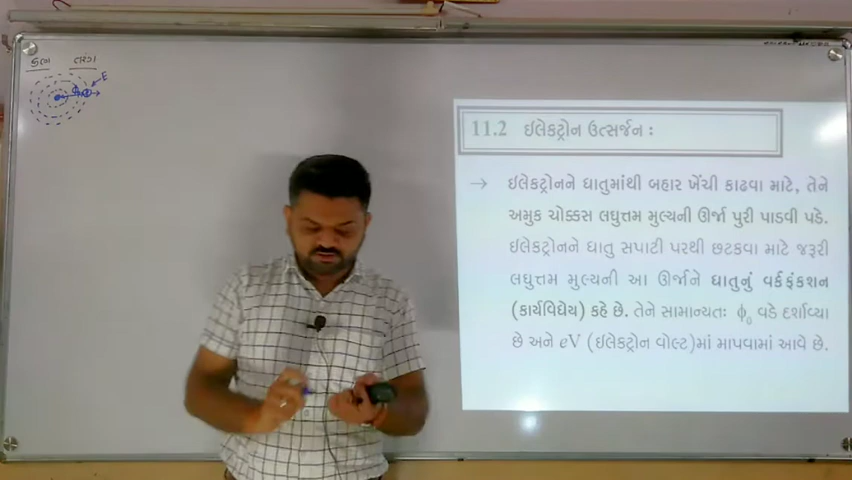 કણ તરંગ
E
11.2 ઈલેક્ટ્રોન ઉત્સર્જન :
→ ઈલેક્ટ્રોનને ધાતુમાંથી બહાર ખેંચી કાઢવા માટે, તેને
અમુક ચોક્કસ લઘુત્તમ મુલ્યની ઊર્જા પુરી પાડવી પડે.
ઈલેક્ટ્રોનને ધાતુ સપાટી પરથી છટકવા માટે જરૂરી
લઘુત્તમ મુલ્યની આ ઊર્જાને ધાતુનું વર્કફંકશન
(કાર્યવિધેય) કહે છે. તેને સામાન્યતઃ ϕ₀ વડે દર્શાવ્યા
છે અને eV (ઈલેક્ટ્રોન વોલ્ટ)માં માપવામાં આવે છે.